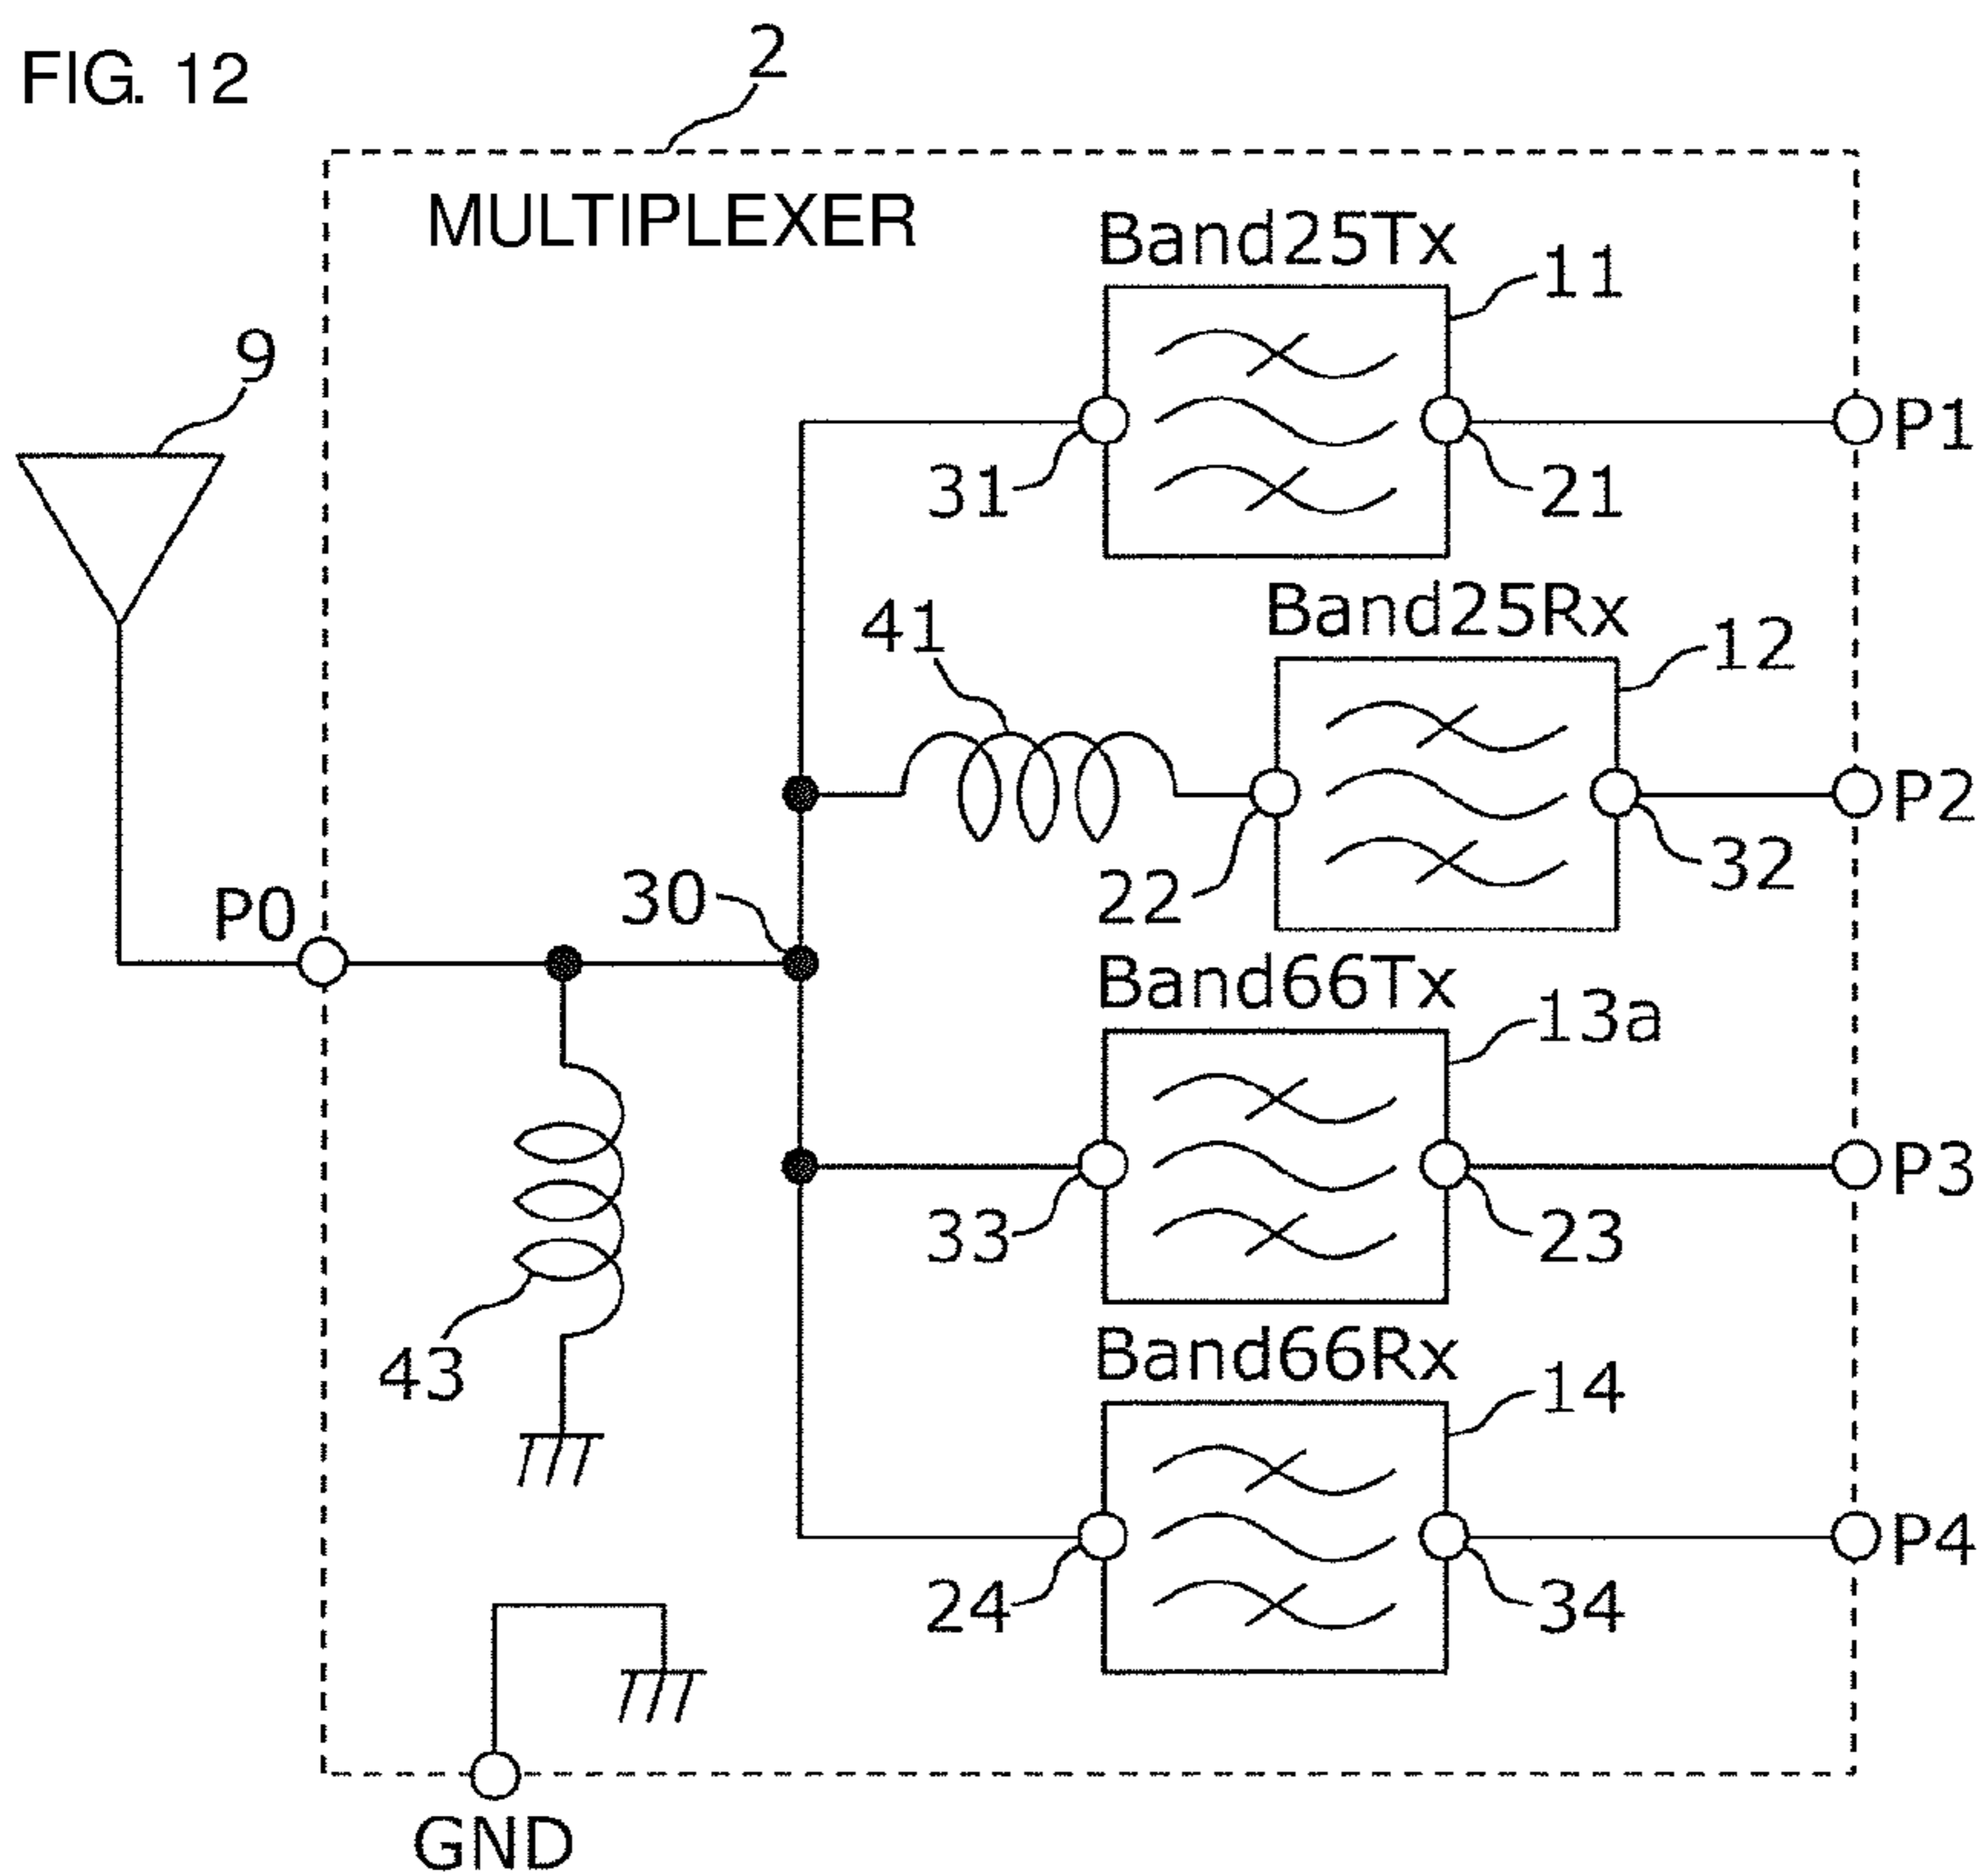 FIG. 12
2
MULTIPLEXER
Band25Tx
11
9
31
21
P1
Band25Rx
41
12
P2
22
32
30
P0
Band66Tx
13a
33
23
P3
43
Band66Rx
14
24
34
P4
GND